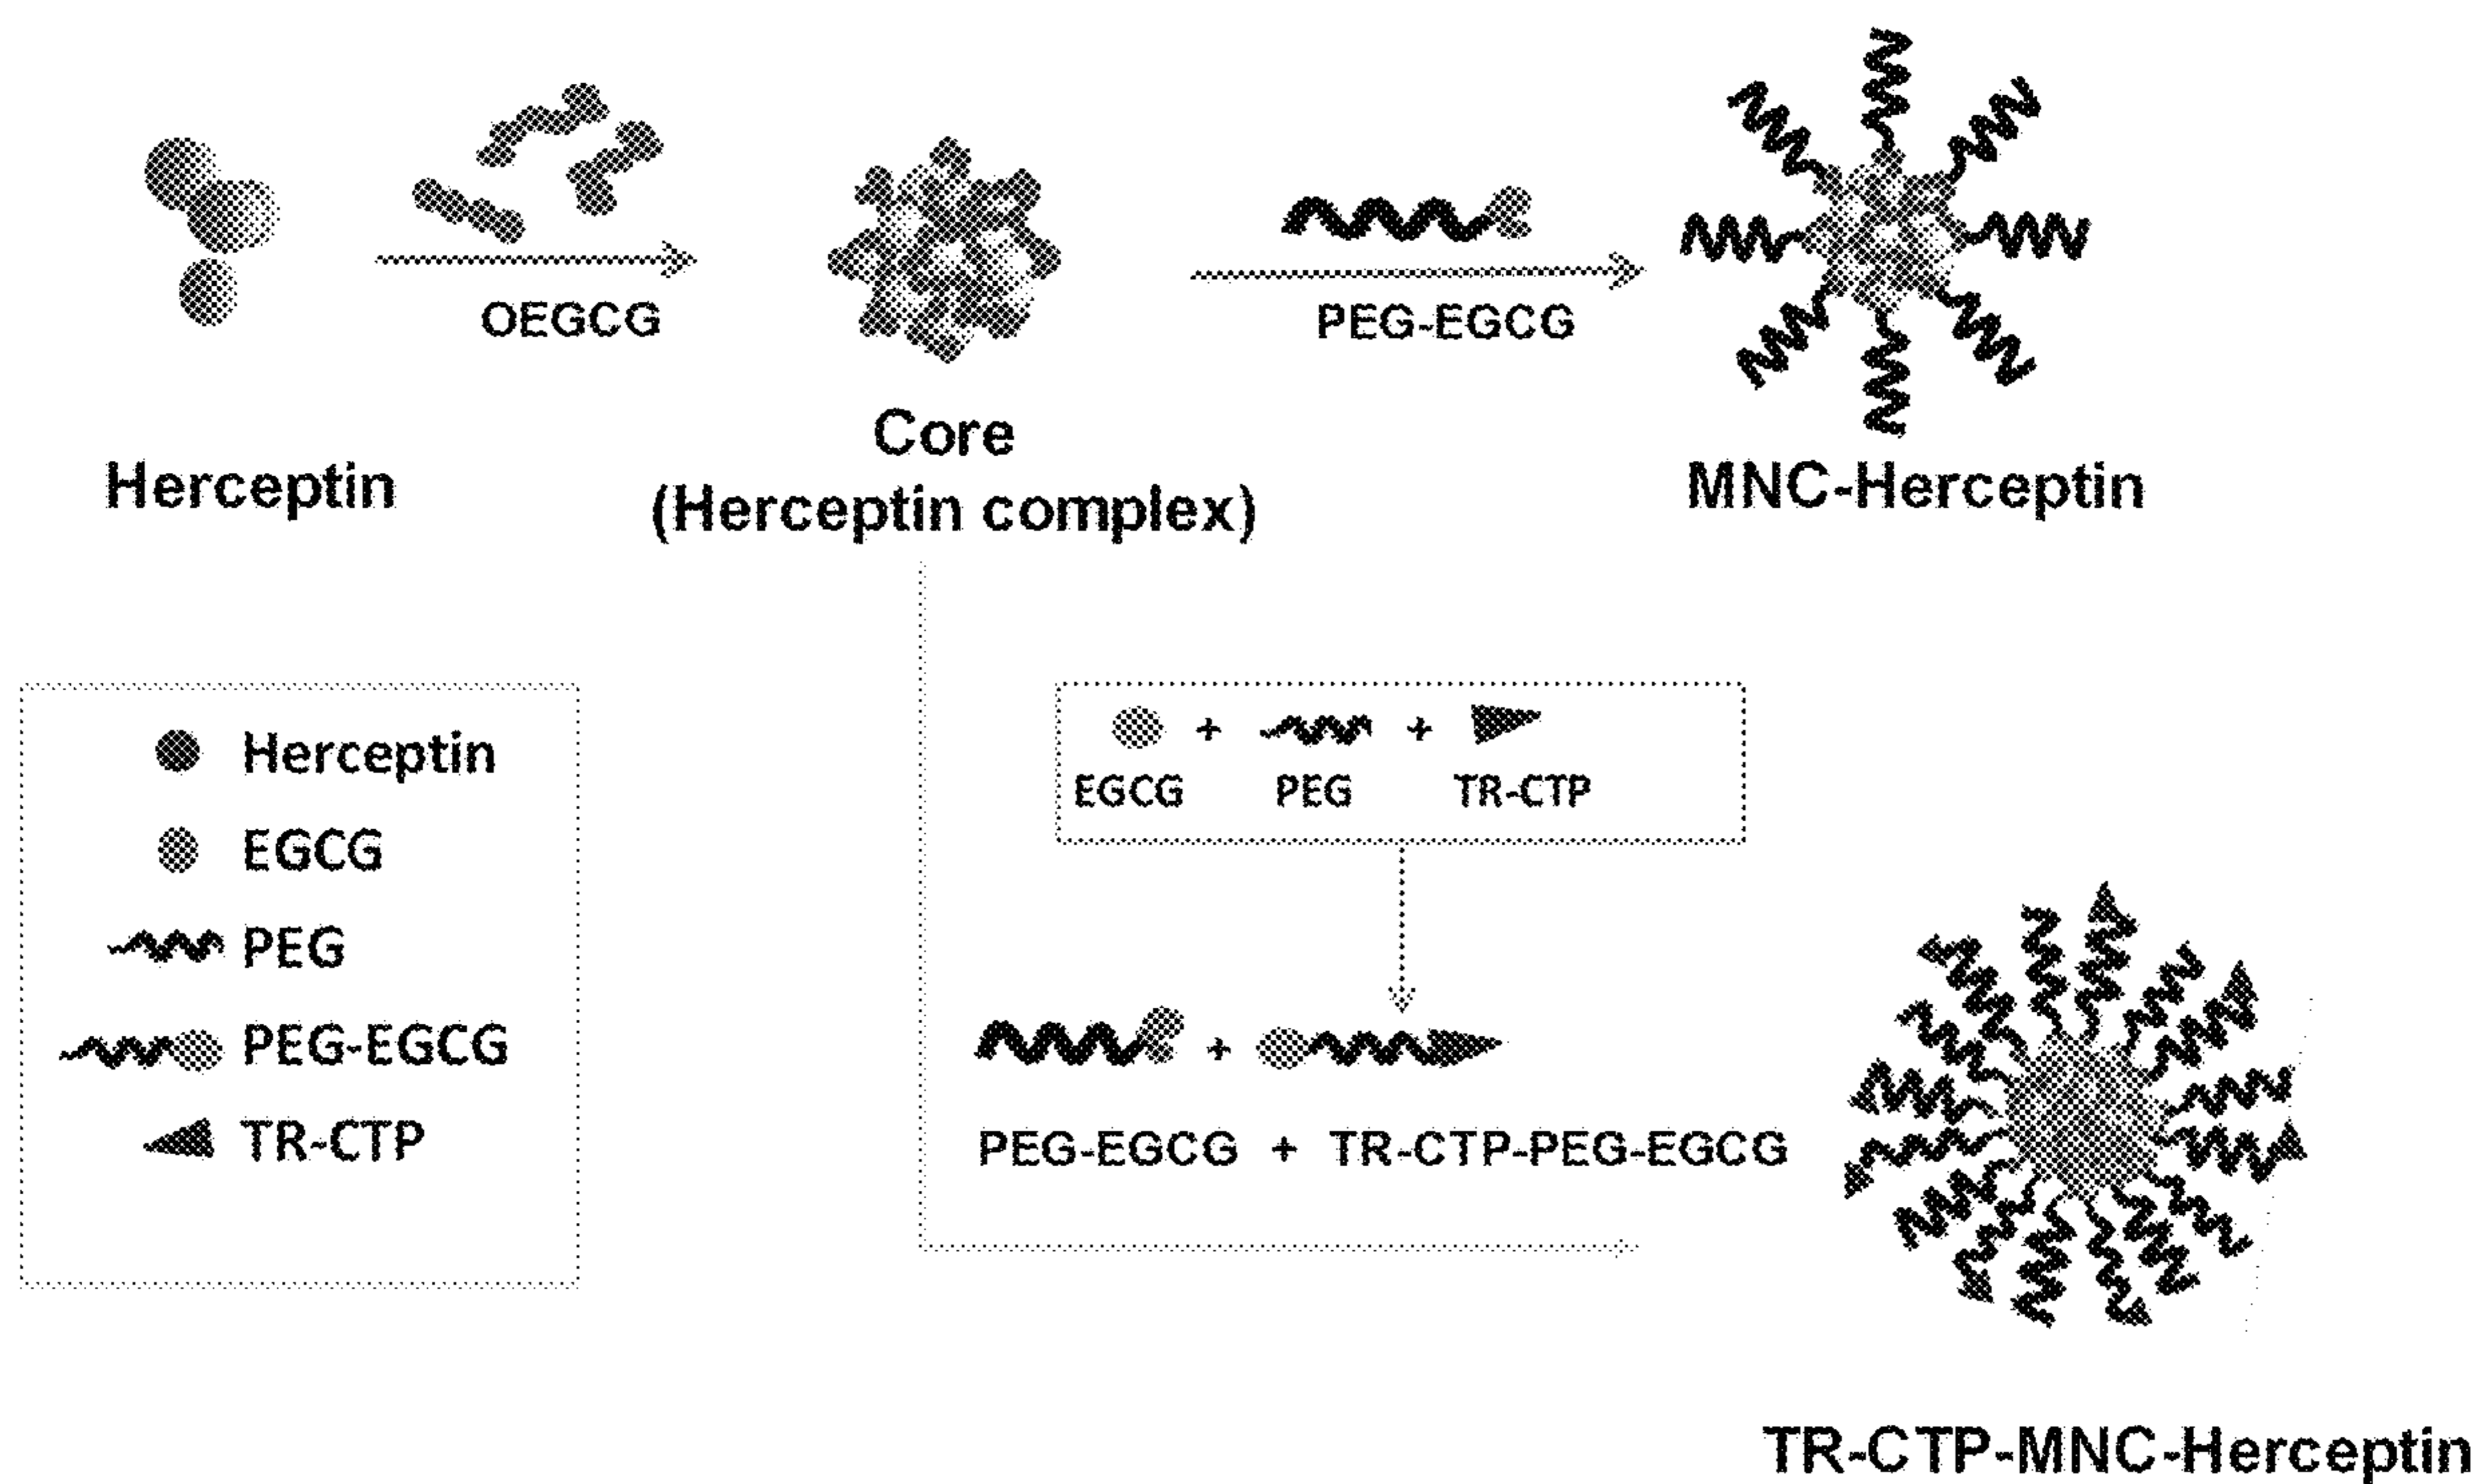 OEGCG
PEG-EGCG
Herceptin
Core
(Herceptin complex)
MNC-Herceptin
Herceptin
EGCG
PEG
PEG-EGCG
TR-CTP
+ +
EGCG PEG TR-CTP
+
PEG-EGCG + TR-CTP-PEG-EGCG
TR-CTP-MNC-Herceptin